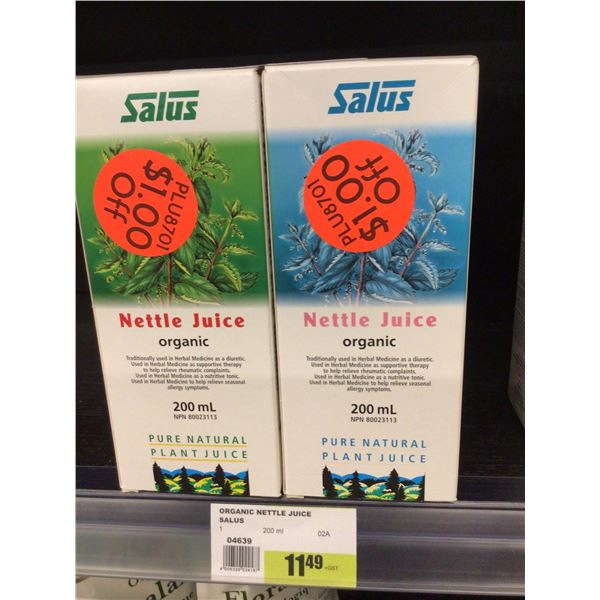 Salus
PLU8701
$1.00
Off
Nettle Juice
organic
Traditionally used in Herbal Medicine as a diuretic.
Used in Herbal Medicine as supportive therapy
to help relieve rheumatic complaints.
Used in Herbal Medicine as a nutritive tonic.
Used in Herbal Medicine to help relieve seasonal
allergy symptoms.
200 mL
NPN 80023113
PURE NATURAL
PLANT JUICE
Salus
PLU8701
$1.00
Off
Nettle Juice
organic
Traditionally used in Herbal Medicine as a diuretic.
Used in Herbal Medicine as supportive therapy
to help relieve rheumatic complaints.
Used in Herbal Medicine as a nutritive tonic.
Used in Herbal Medicine to help relieve seasonal
allergy symptoms.
200 mL
NPN 80023113
PURE NATURAL
PLANT JUICE
ORGANIC NETTLE JUICE
SALUS
1 200 ml 02A
04639
11.49 +GST